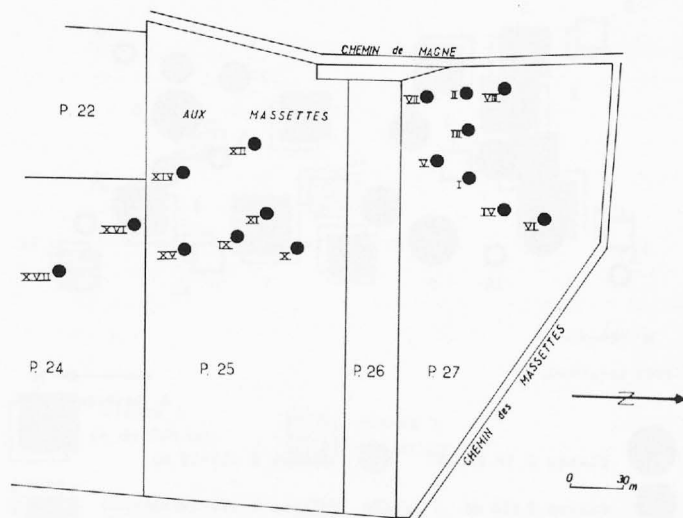 CHEMIN de MAGNE
P. 22
AUX MASSETTES
VII
II
VIII
XII
III
XIV
V
I
XVI
XI
IV
VI
XV
IX
X
XVII
P. 24
P. 25
P. 26
P. 27
CHEMIN des MASSETTES
N
0 30m